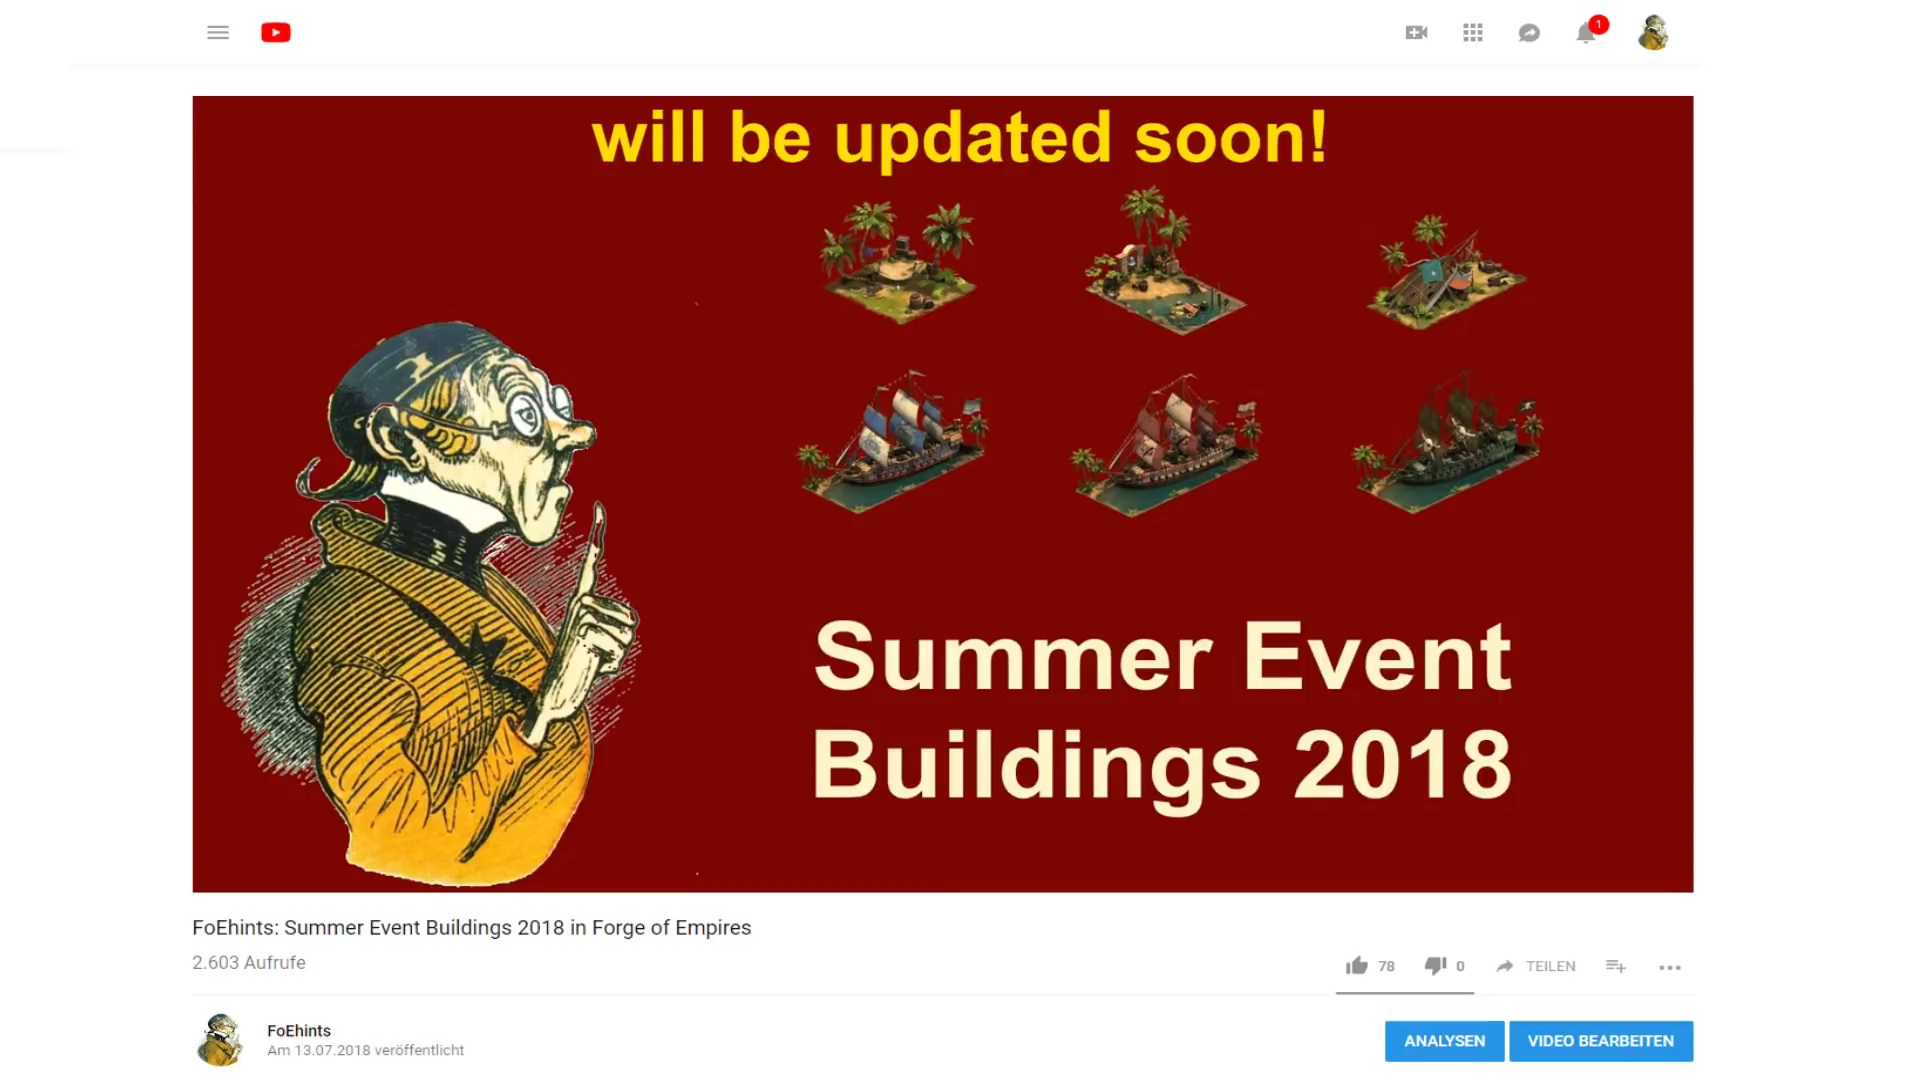 1
will be updated soon!
Summer Event
Buildings 2018
FoEhints: Summer Event Buildings 2018 in Forge of Empires
2.603 Aufrufe
78
0
TEILEN
FoEhints
Am 13.07.2018 veröffentlicht
ANALYSEN
VIDEO BEARBEITEN